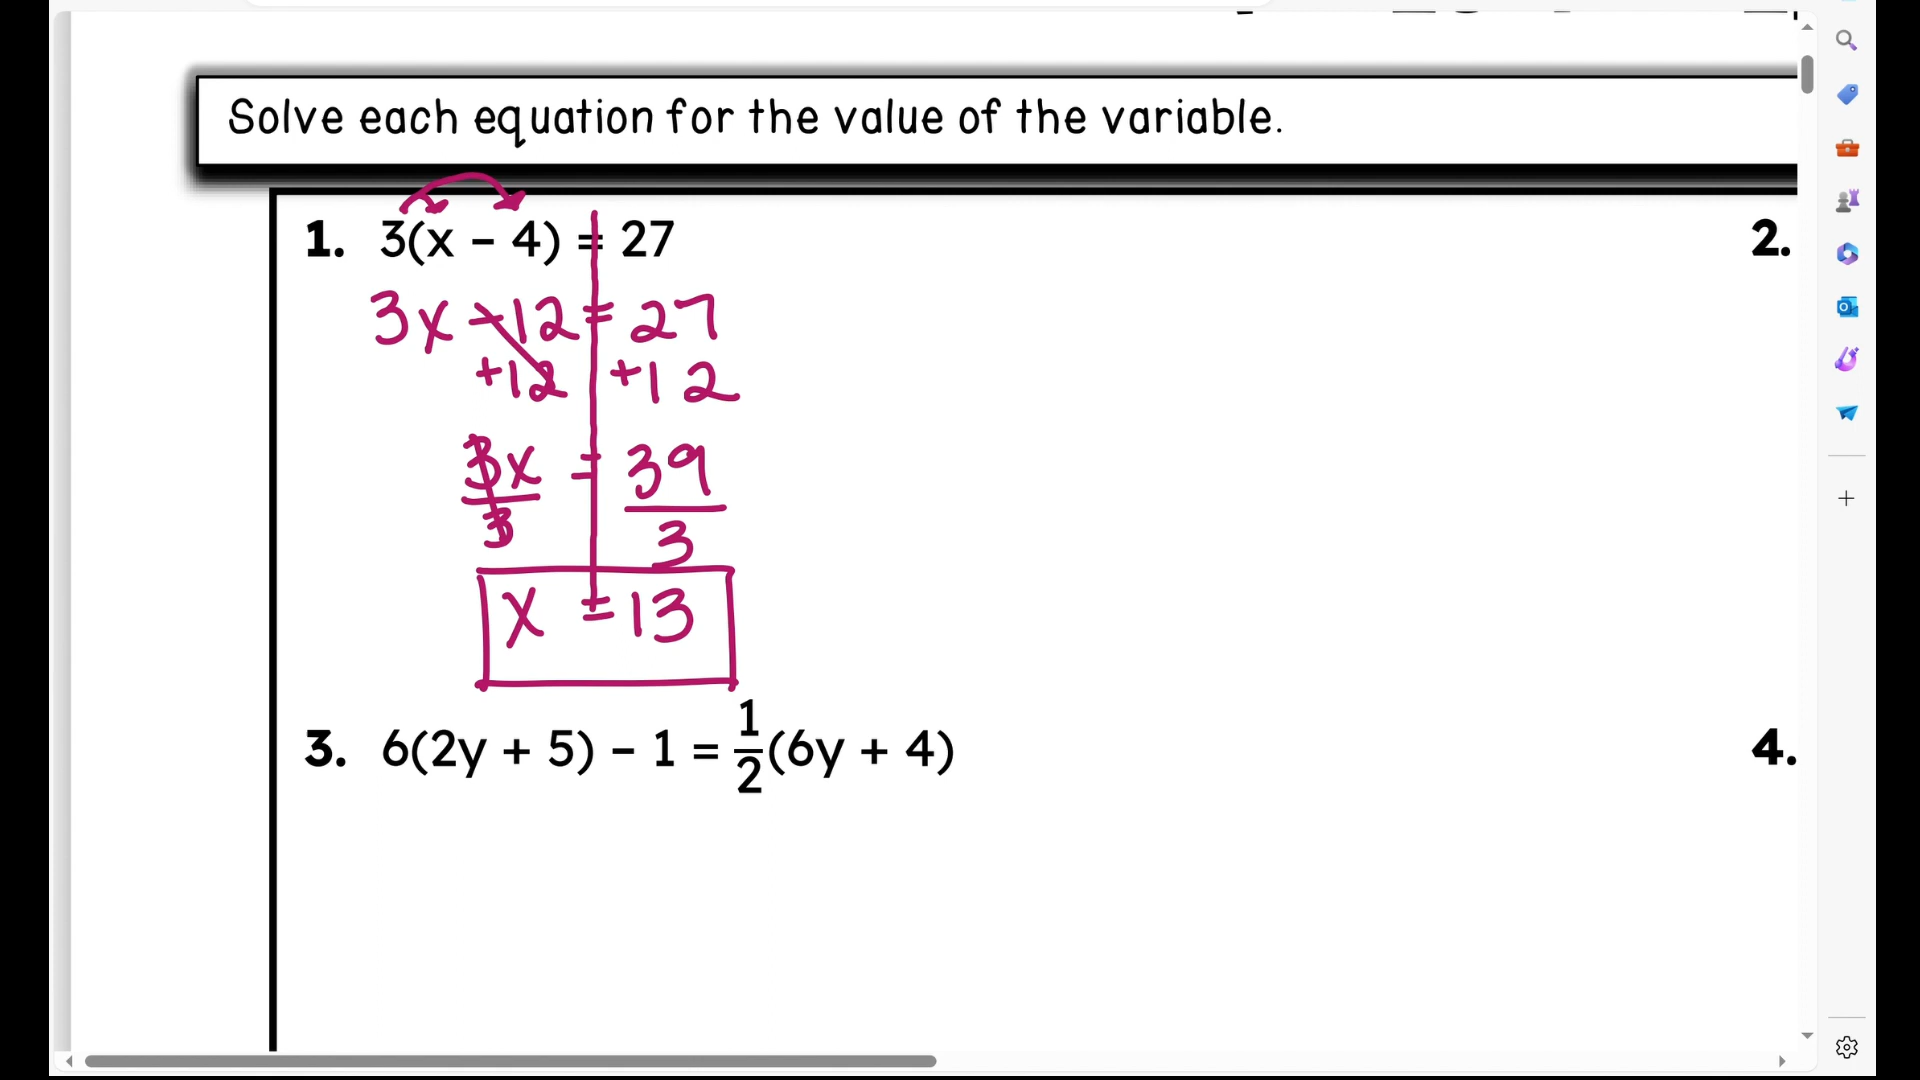 Solve each equation for the value of the variable.
1. 3(x – 4) = 27
2.
3x - 12 = 27
+12 +12
3x = 39
3 3
x = 13
3. 6(2y + 5) – 1 = 1/2(6y + 4)
4.